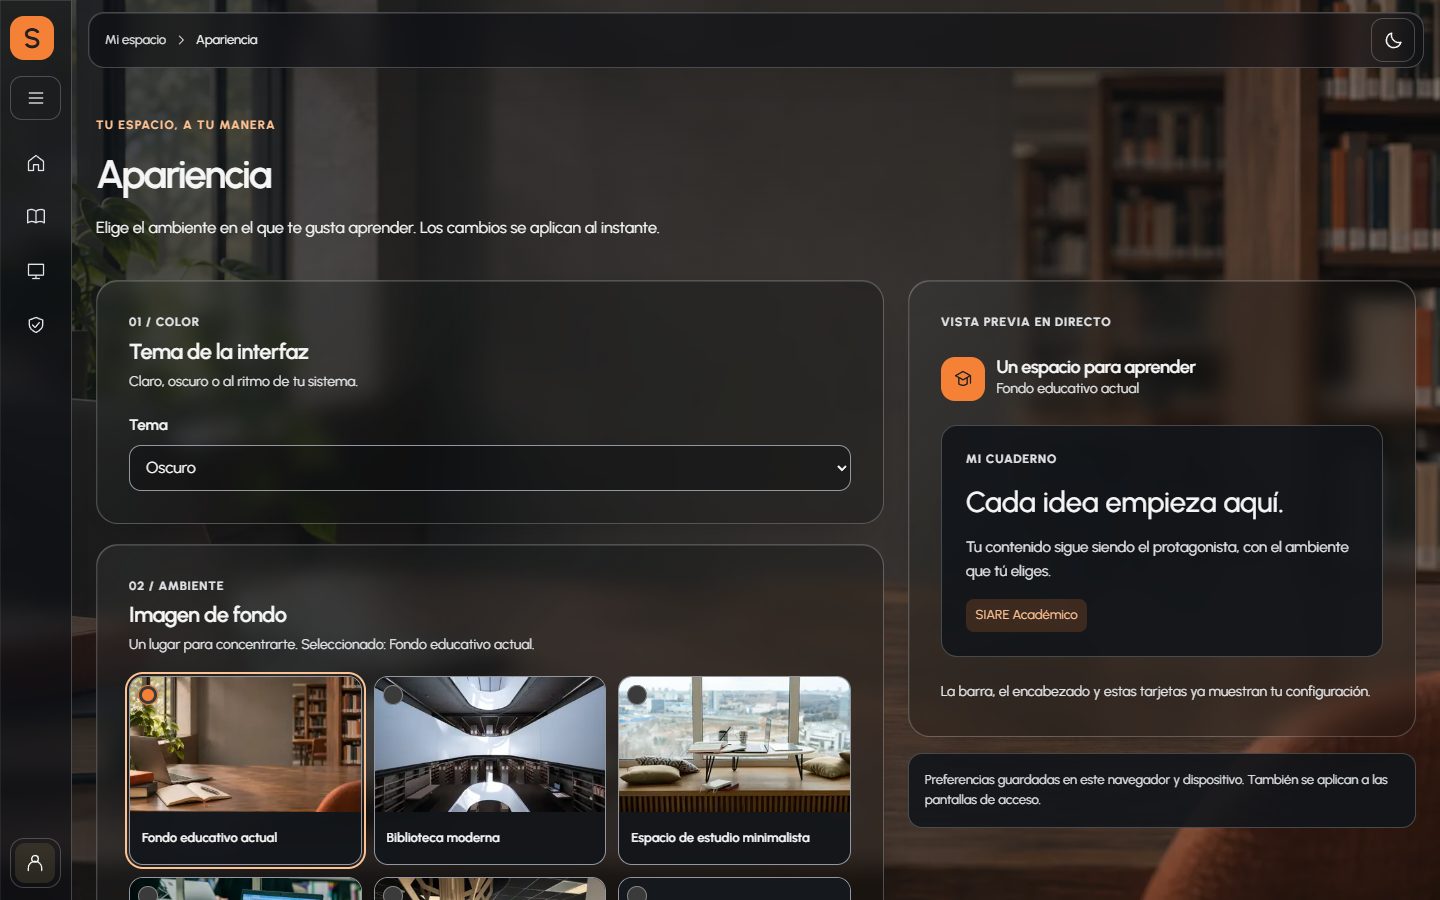 S
Mi espacio > Apariencia
TU ESPACIO, A TU MANERA
Apariencia
Elige el ambiente en el que te gusta aprender. Los cambios se aplican al instante.
01 / COLOR
Tema de la interfaz
Claro, oscuro o al ritmo de tu sistema.
Tema
Oscuro
02 / AMBIENTE
Imagen de fondo
Un lugar para concentrarte. Seleccionado: Fondo educativo actual.
Fondo educativo actual
Biblioteca moderna
Espacio de estudio minimalista
VISTA PREVIA EN DIRECTO
Un espacio para aprender
Fondo educativo actual
MI CUADERNO
Cada idea empieza aquí.
Tu contenido sigue siendo el protagonista, con el ambiente
que tú eliges.
SIARE Académico
La barra, el encabezado y estas tarjetas ya muestran tu configuración.
Preferencias guardadas en este navegador y dispositivo. También se aplican a las
pantallas de acceso.